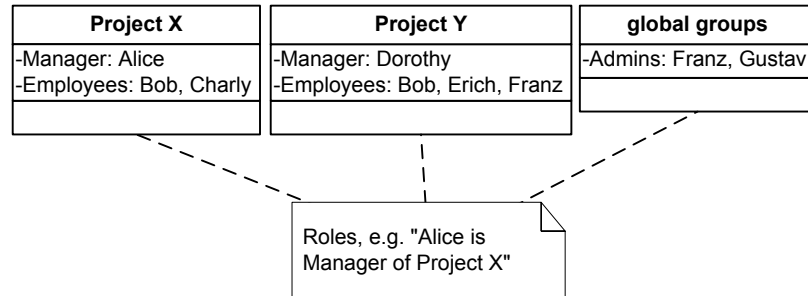 Project X
-Manager: Alice
-Employees: Bob, Charly
Project Y
-Manager: Dorothy
-Employees: Bob, Erich, Franz
global groups
-Admins: Franz, Gustav
Roles, e.g. "Alice is
Manager of Project X"